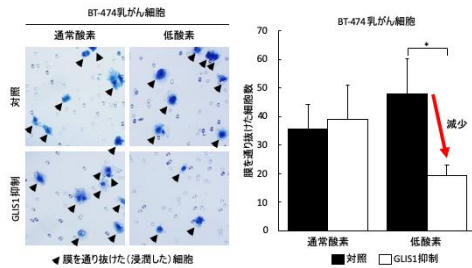 BT-474乳がん細胞
通常酸素
低酸素
対照
GLIS1抑制
膜を通り抜けた（浸潤した）細胞
BT-474乳がん細胞
膜を通り抜けた細胞数
70
60
50
40
30
20
10
0
*
減少
通常酸素
低酸素
対照
GLIS1抑制